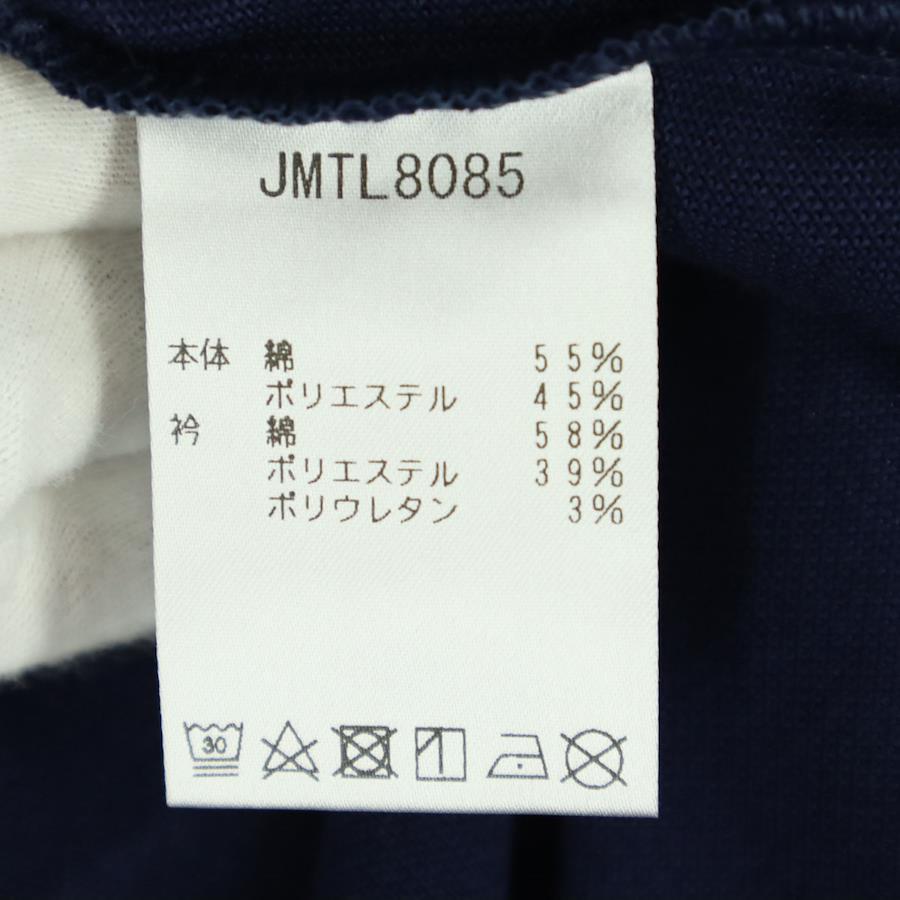 JMTL8085
本体 綿 55%
ポリエステル 45%
衿 綿 58%
ポリエステル 39%
ポリウレタン 3%
30